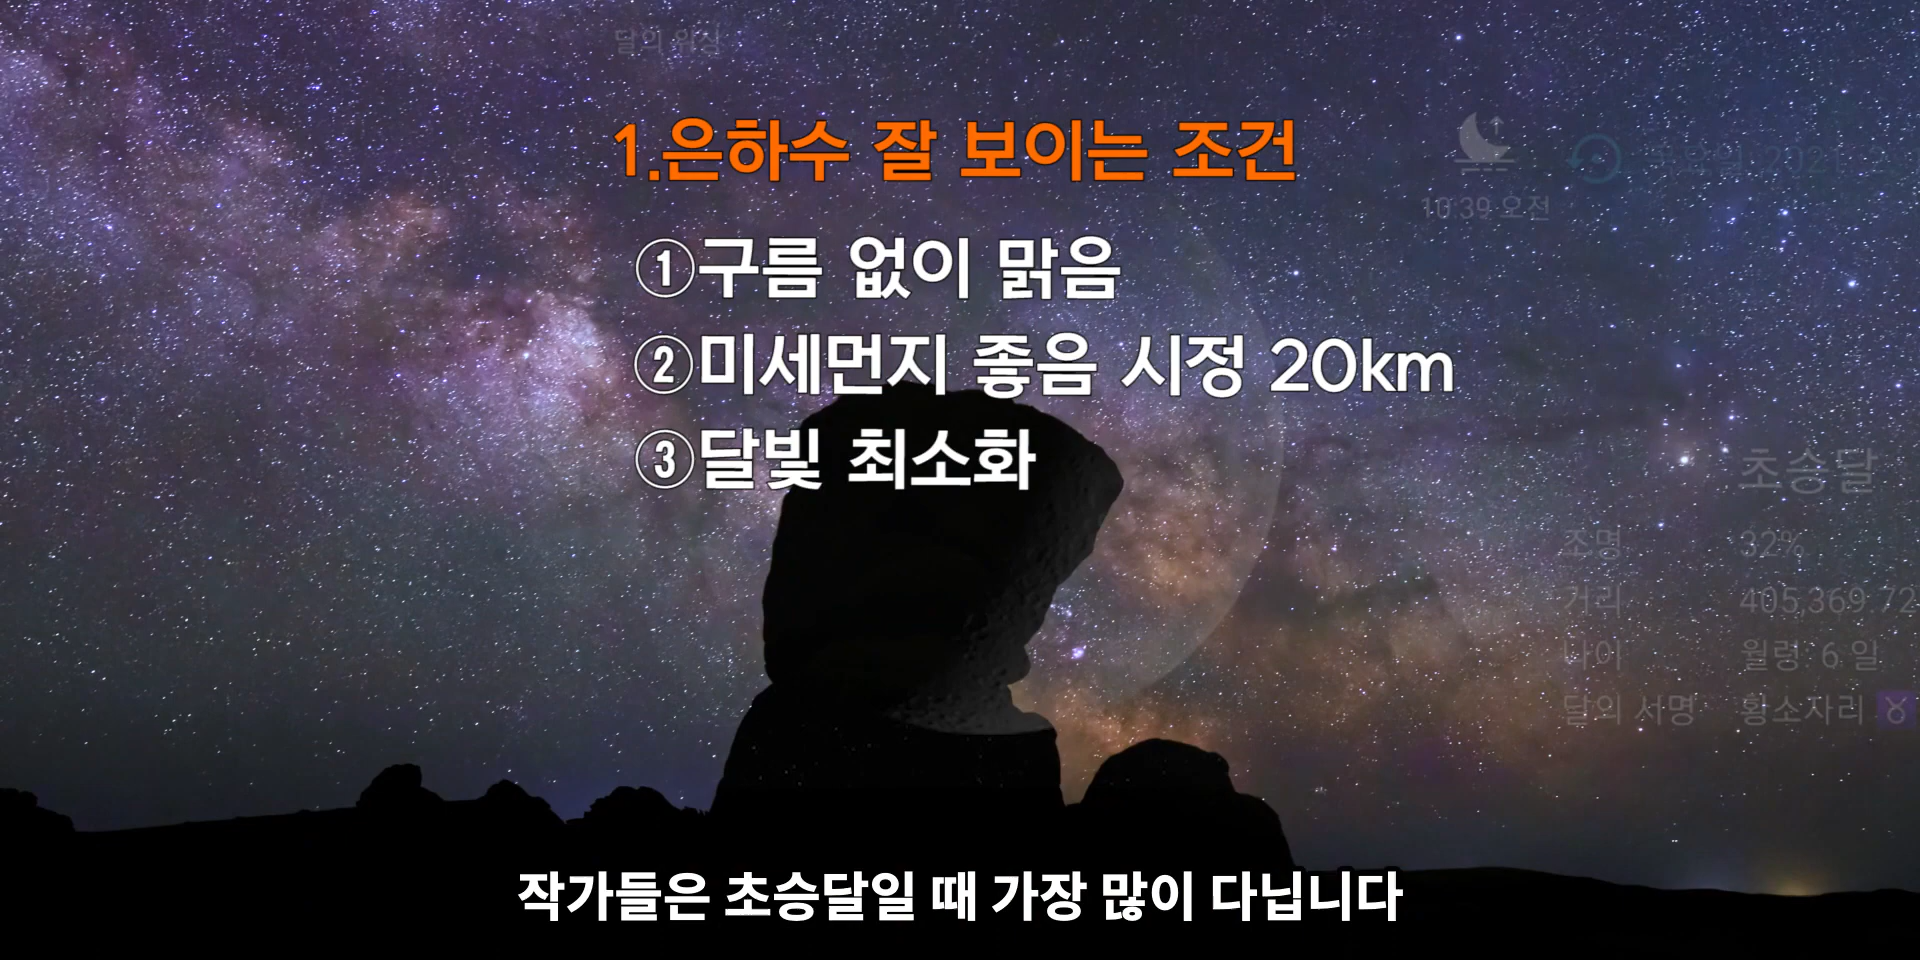 달의 위상
1.은하수 잘 보이는 조건
10:39 오전
①구름 없이 맑음
②미세먼지 좋음 시정 20km
③달빛 최소화
초승달
조명 32%
거리 405,369.72
나이 월령: 6 일
달의 서명 황소자리
작가들은 초승달일 때 가장 많이 다닙니다